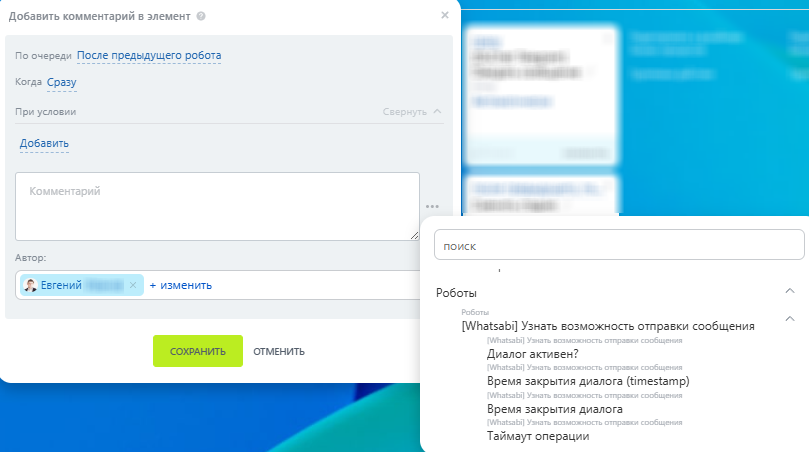 Добавить комментарий в элемент
По очереди После предыдущего робота
Когда Сразу
При условии Свернуть
Добавить
Комментарий
Автор:
Евгений
+ изменить
СОХРАНИТЬ ОТМЕНИТЬ
поиск
Роботы
Роботы
[Whatsabi] Узнать возможность отправки сообщения
[Whatsabi] Узнать возможность отправки сообщения
Диалог активен?
[Whatsabi] Узнать возможность отправки сообщения
Время закрытия диалога (timestamp)
[Whatsabi] Узнать возможность отправки сообщения
Время закрытия диалога
[Whatsabi] Узнать возможность отправки сообщения
Таймаут операции